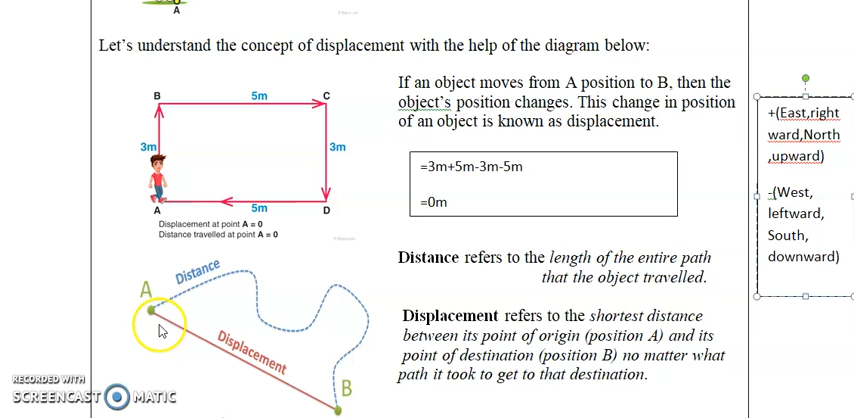 A
Let's understand the concept of displacement with the help of the diagram below:
B
5m
C
3m
3m
A
5m
D
Displacement at point A = 0
Distance travelled at point A = 0
If an object moves from A position to B, then the
object's position changes. This change in position
of an object is known as displacement.
=3m+5m-3m-5m
=0m
+(East,right
ward,North
,upward)
-(West,
leftward,
South,
downward)
Distance refers to the length of the entire path
that the object travelled.
A
Distance
Displacement
B
Displacement refers to the shortest distance
between its point of origin (position A) and its
point of destination (position B) no matter what
path it took to get to that destination.
RECORDED WITH
SCREENCAST MATIC